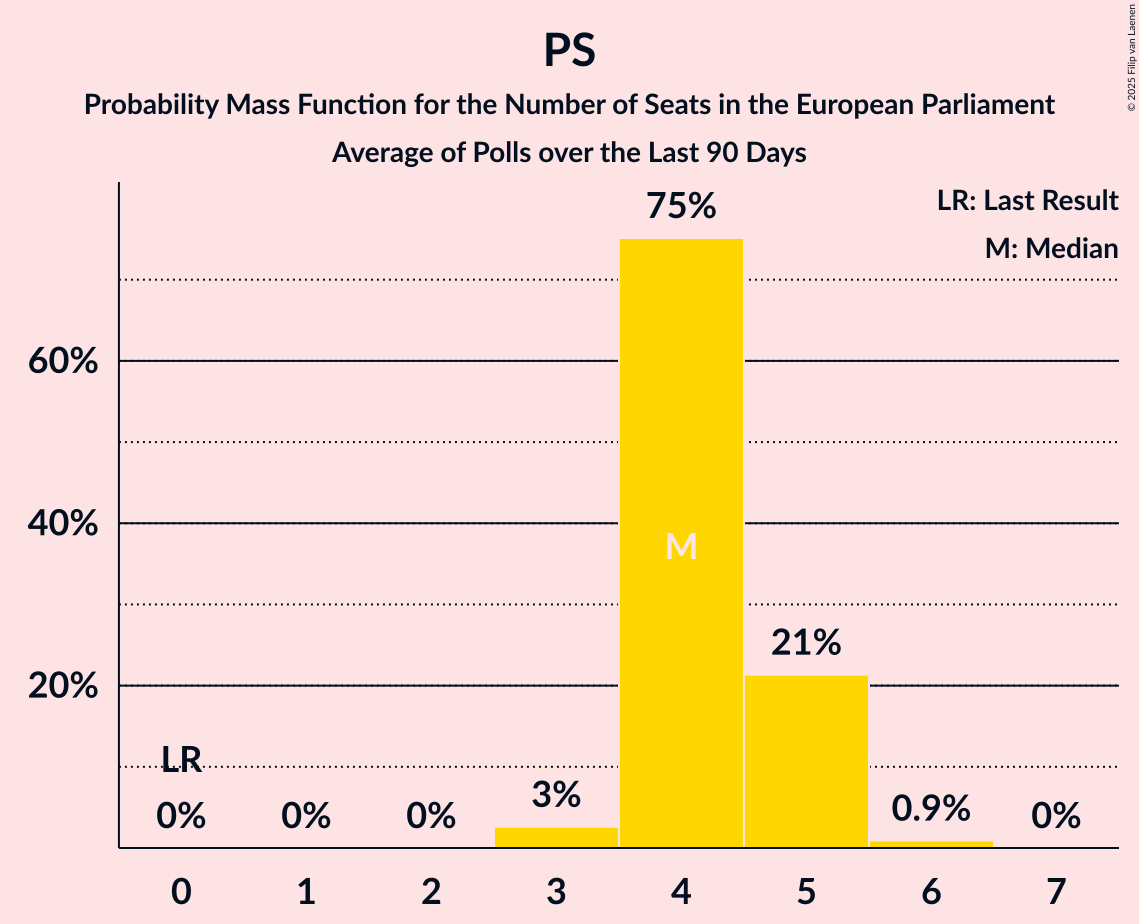 PS
Probability Mass Function for the Number of Seats in the European Parliament
Average of Polls over the Last 90 Days
© 2025 Filip van Laenen
LR: Last Result
M: Median
75%
60%
40%
20%
M
21%
LR
0%
0%
0%
3%
0.9%
0%
0 1 2 3 4 5 6 7